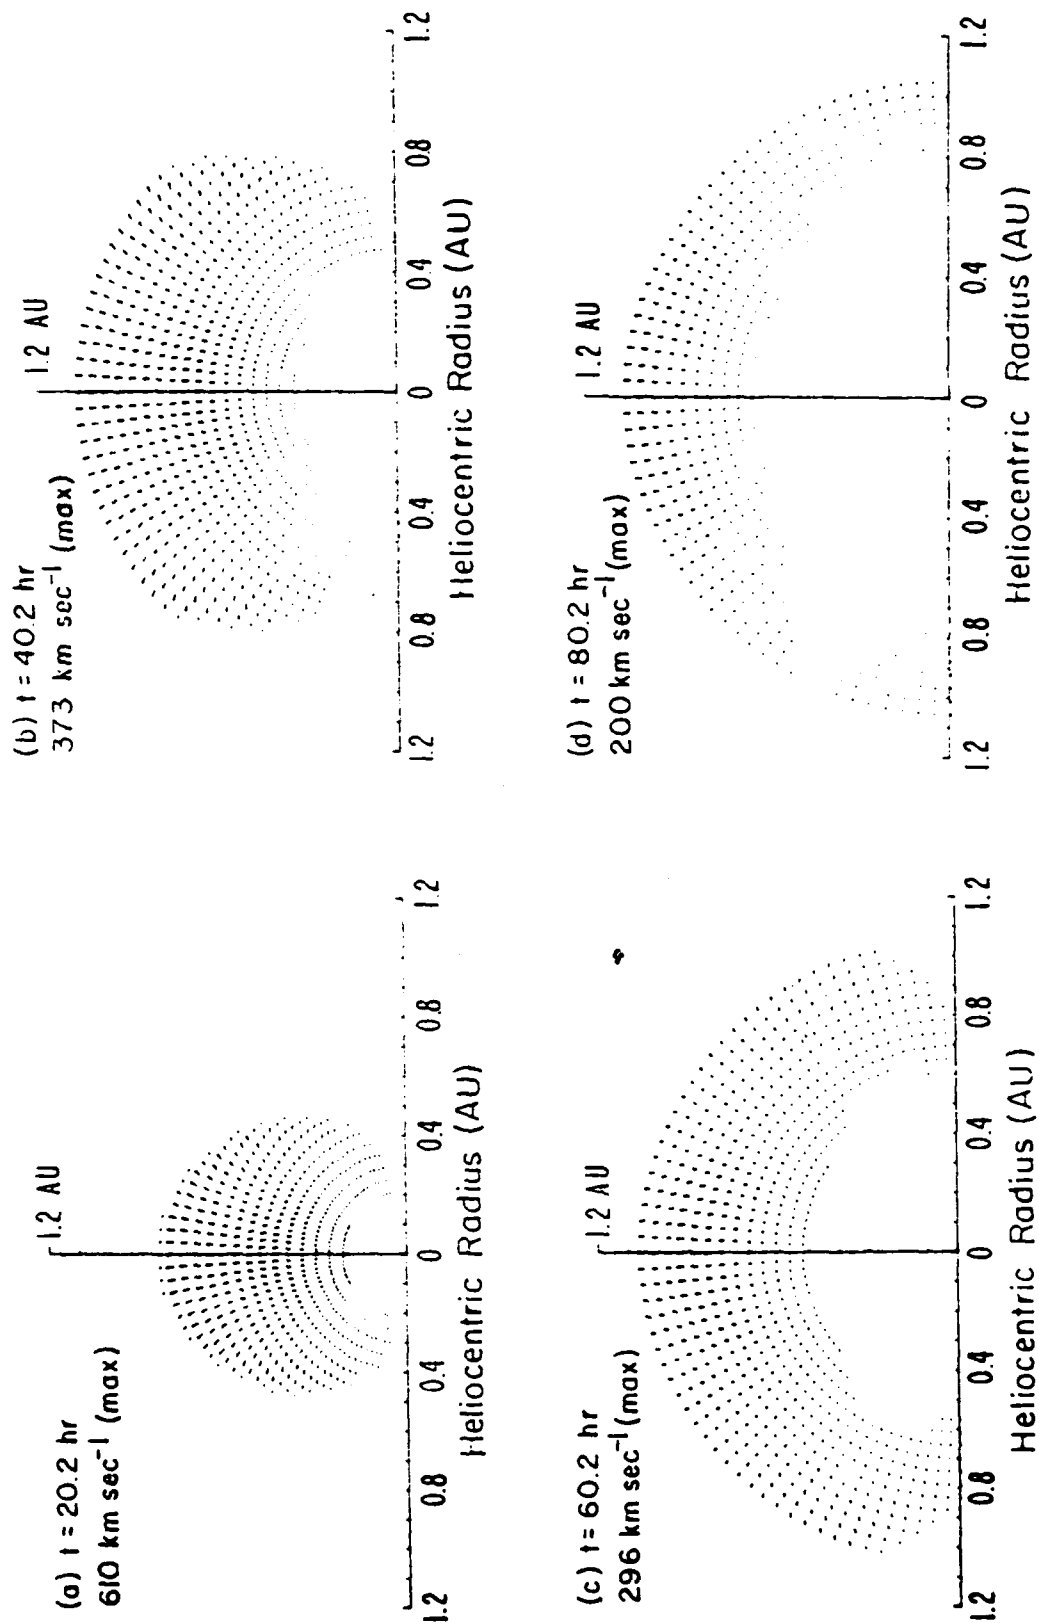 (a) t = 20.2 hr
610 km sec⁻¹ (max)
1.2 AU
1.2 0.8 0.4 0 0.4 0.8 1.2
Heliocentric Radius (AU)
(b) t = 40.2 hr
373 km sec⁻¹ (max)
1.2 AU
1.2 0.8 0.4 0 0.4 0.8 1.2
Heliocentric Radius (AU)
(c) t = 60.2 hr
296 km sec⁻¹ (max)
1.2 AU
1.2 0.8 0.4 0 0.4 0.8 1.2
Heliocentric Radius (AU)
(d) t = 80.2 hr
200 km sec⁻¹ (max)
1.2 AU
1.2 0.8 0.4 0 0.4 0.8 1.2
Heliocentric Radius (AU)